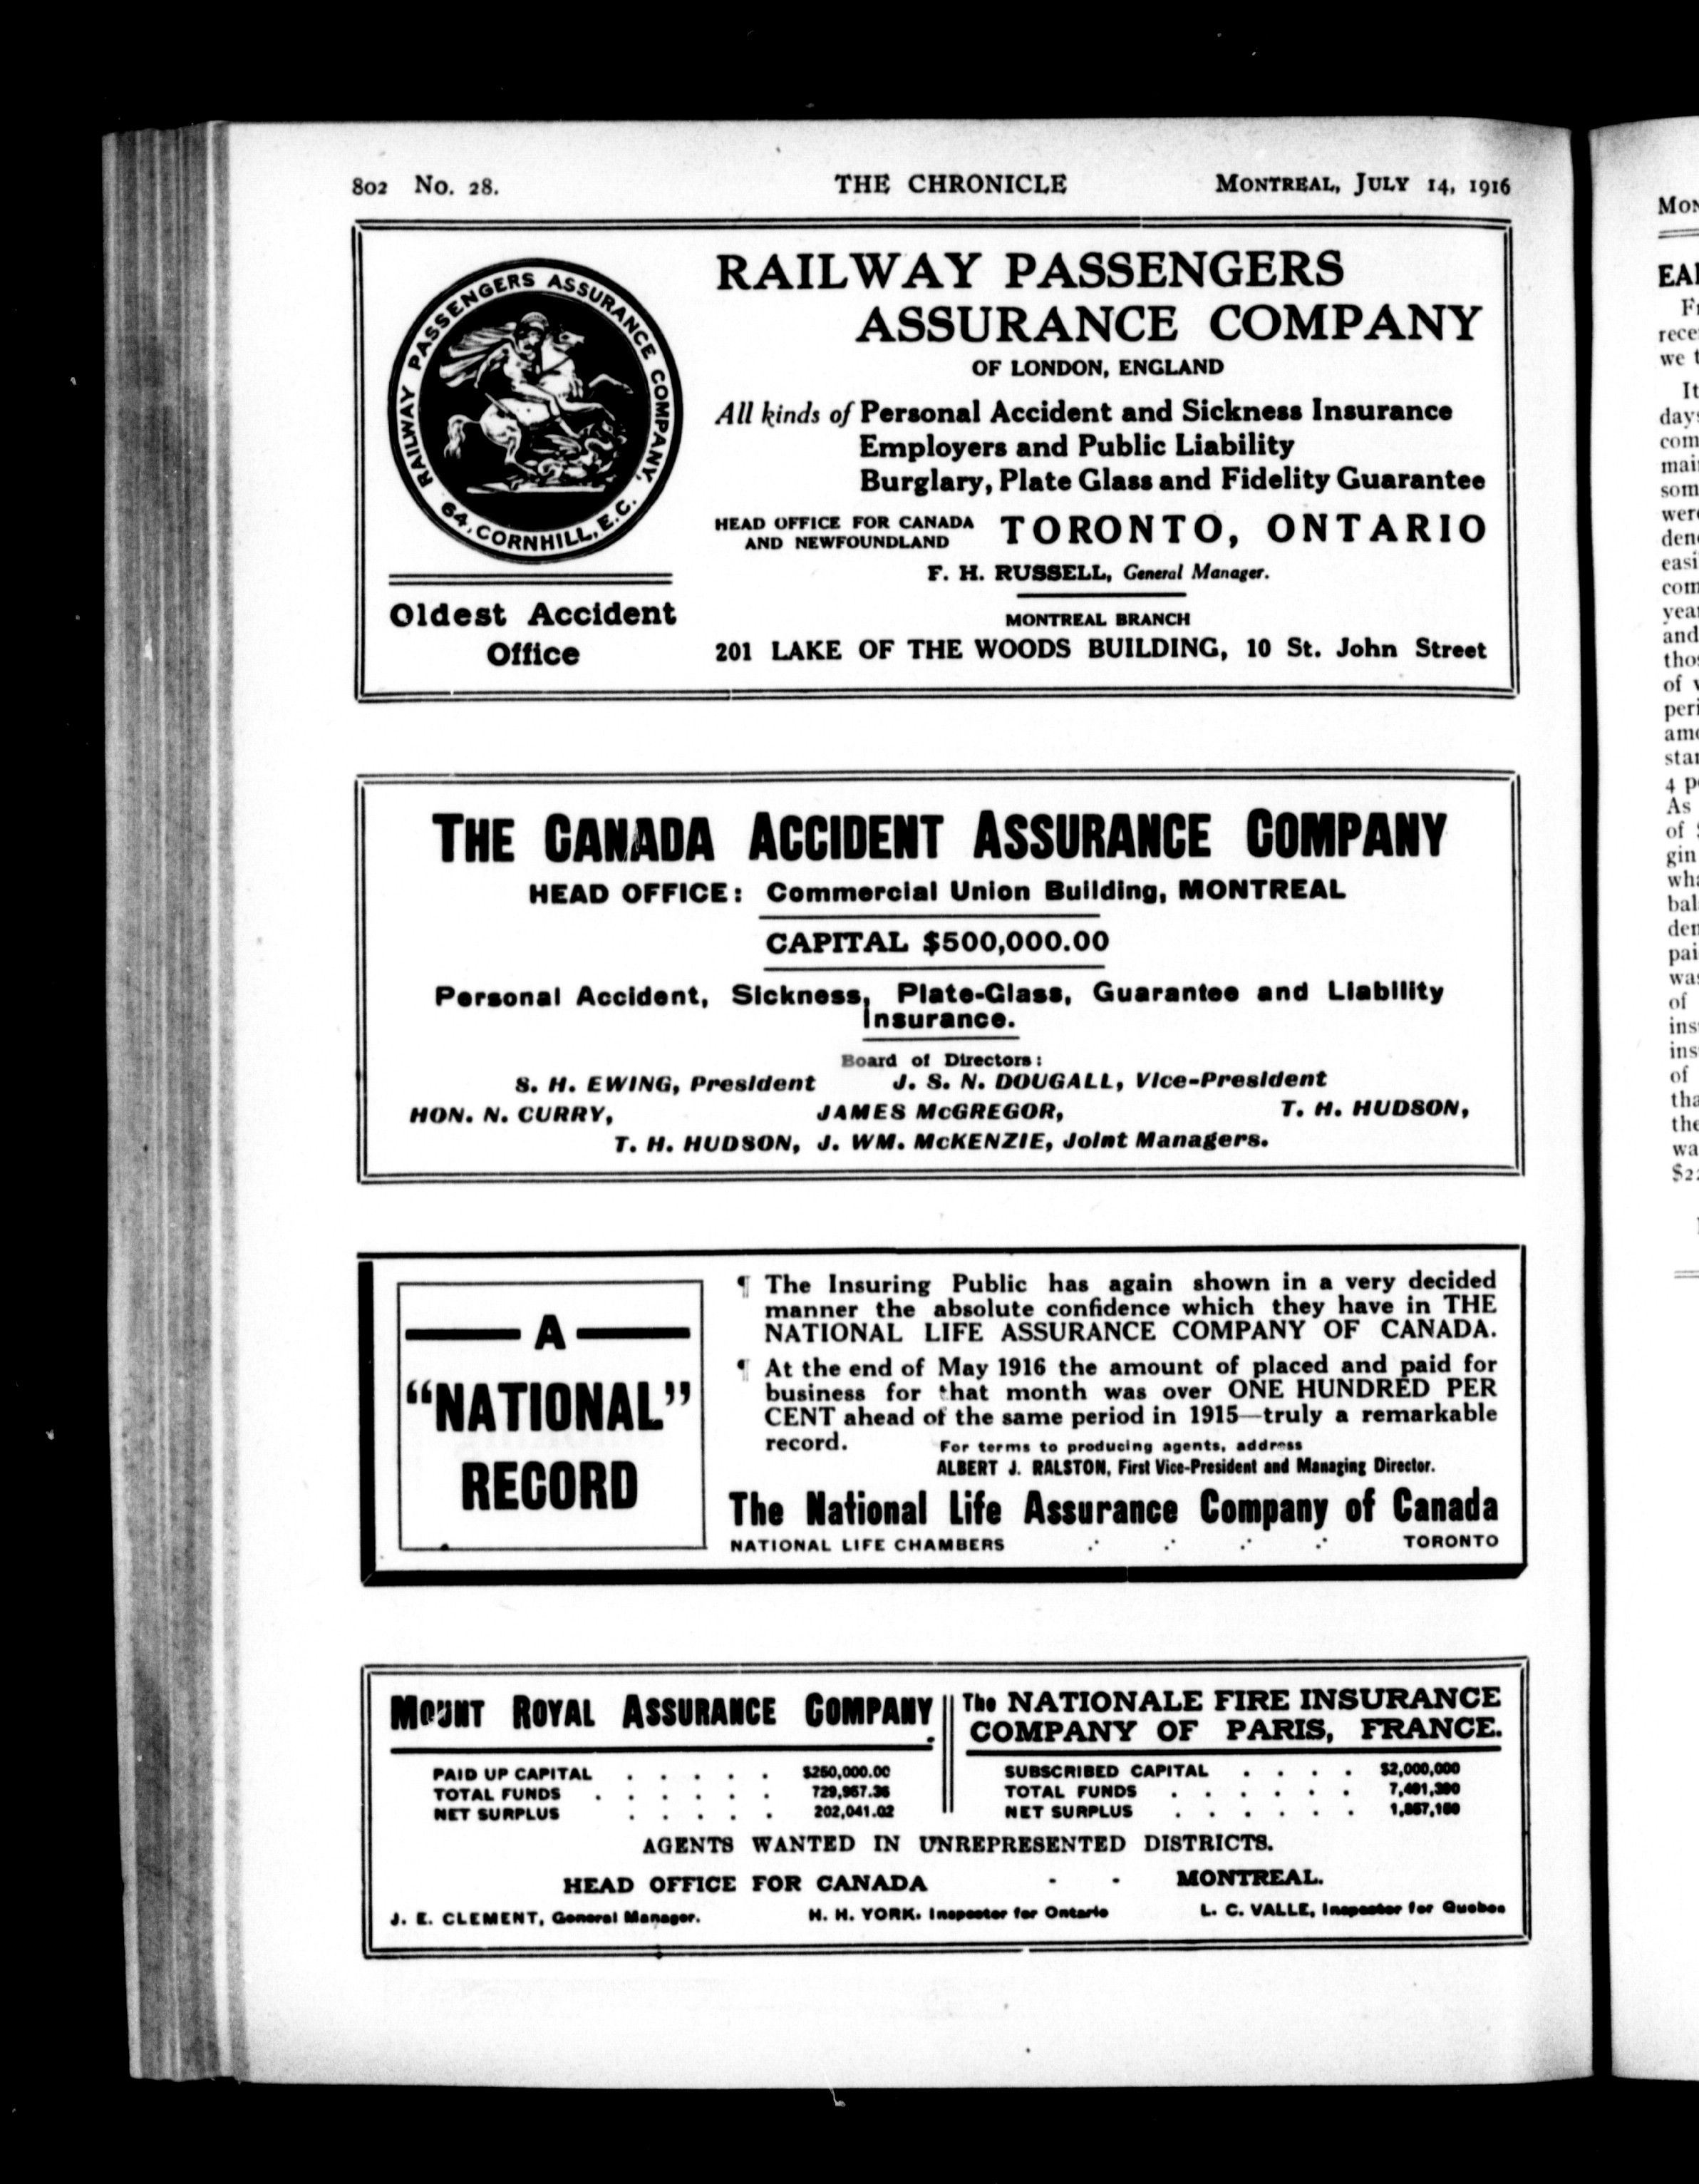 802 No. 28.
THE CHRONICLE
MONTREAL, JULY 14, 1916
RAILWAY PASSENGERS ASSURANCE COMPANY,
64, CORNHILL, E.C.
Oldest Accident
Office
RAILWAY PASSENGERS
ASSURANCE COMPANY
OF LONDON, ENGLAND
All kinds of Personal Accident and Sickness Insurance
Employers and Public Liability
Burglary, Plate Glass and Fidelity Guarantee
HEAD OFFICE FOR CANADA
AND NEWFOUNDLAND
TORONTO, ONTARIO
F. H. RUSSELL, General Manager.
MONTREAL BRANCH
201 LAKE OF THE WOODS BUILDING, 10 St. John Street
THE CANADA ACCIDENT ASSURANCE COMPANY
HEAD OFFICE: Commercial Union Building, MONTREAL
CAPITAL $500,000.00
Personal Accident, Sickness, Plate-Glass, Guarantee and Liability
Insurance.
Board of Directors:
S. H. EWING, President J. S. N. DOUGALL, Vice-President
HON. N. CURRY, JAMES McGREGOR, T. H. HUDSON,
T. H. HUDSON, J. WM. McKENZIE, Joint Managers.
A
“NATIONAL”
RECORD
¶ The Insuring Public has again shown in a very decided
manner the absolute confidence which they have in THE
NATIONAL LIFE ASSURANCE COMPANY OF CANADA.
¶ At the end of May 1916 the amount of placed and paid for
business for that month was over ONE HUNDRED PER
CENT ahead of the same period in 1915—truly a remarkable
record. For terms to producing agents, address
ALBERT J. RALSTON, First Vice-President and Managing Director.
The National Life Assurance Company of Canada
NATIONAL LIFE CHAMBERS TORONTO
MOUNT ROYAL ASSURANCE COMPANY.
PAID UP CAPITAL . . . . . $250,000.00
TOTAL FUNDS . . . . . . 729,957.36
NET SURPLUS . . . . . 202,041.02
The NATIONALE FIRE INSURANCE
COMPANY OF PARIS, FRANCE.
SUBSCRIBED CAPITAL . . . . $2,000,000
TOTAL FUNDS . . . . . .
NET SURPLUS . . . . . .
AGENTS WANTED IN UNREPRESENTED DISTRICTS.
HEAD OFFICE FOR CANADA - - MONTREAL.
J. E. CLEMENT, General Manager. H. H. YORK. Inspector for Ontario L. C. VALLE, Inspector for Quebec